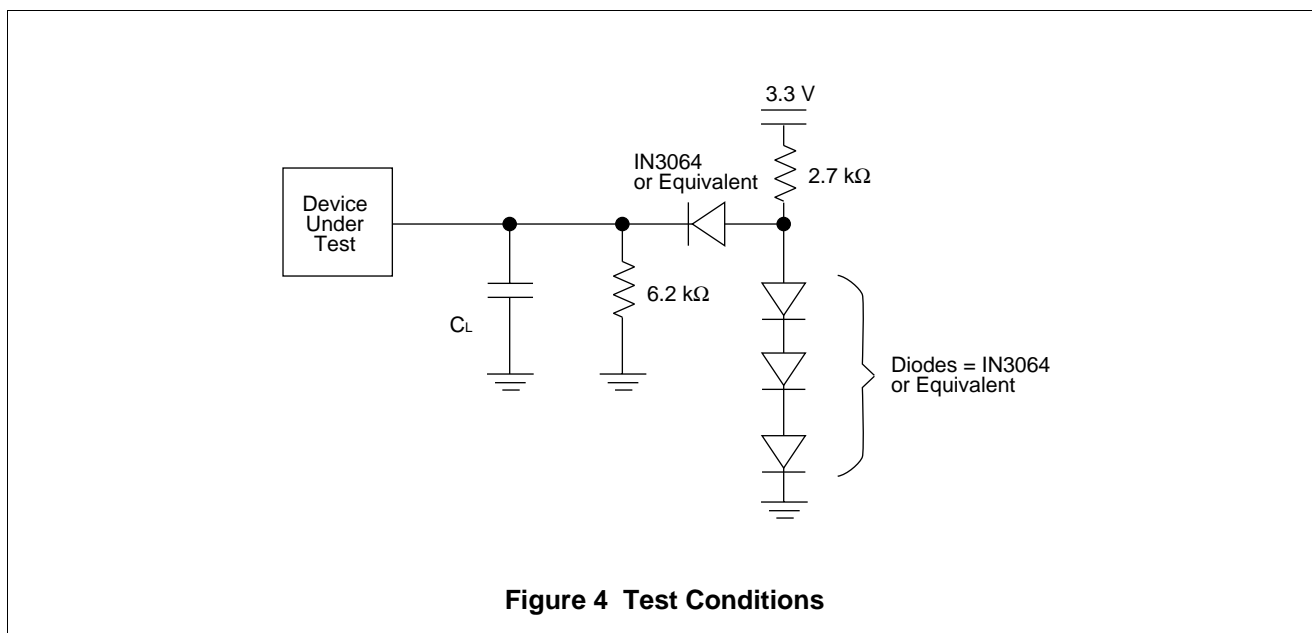 3.3 V
IN3064
or Equivalent
2.7 kΩ
Device
Under
Test
6.2 kΩ
CL
Diodes = IN3064
or Equivalent
Figure 4 Test Conditions